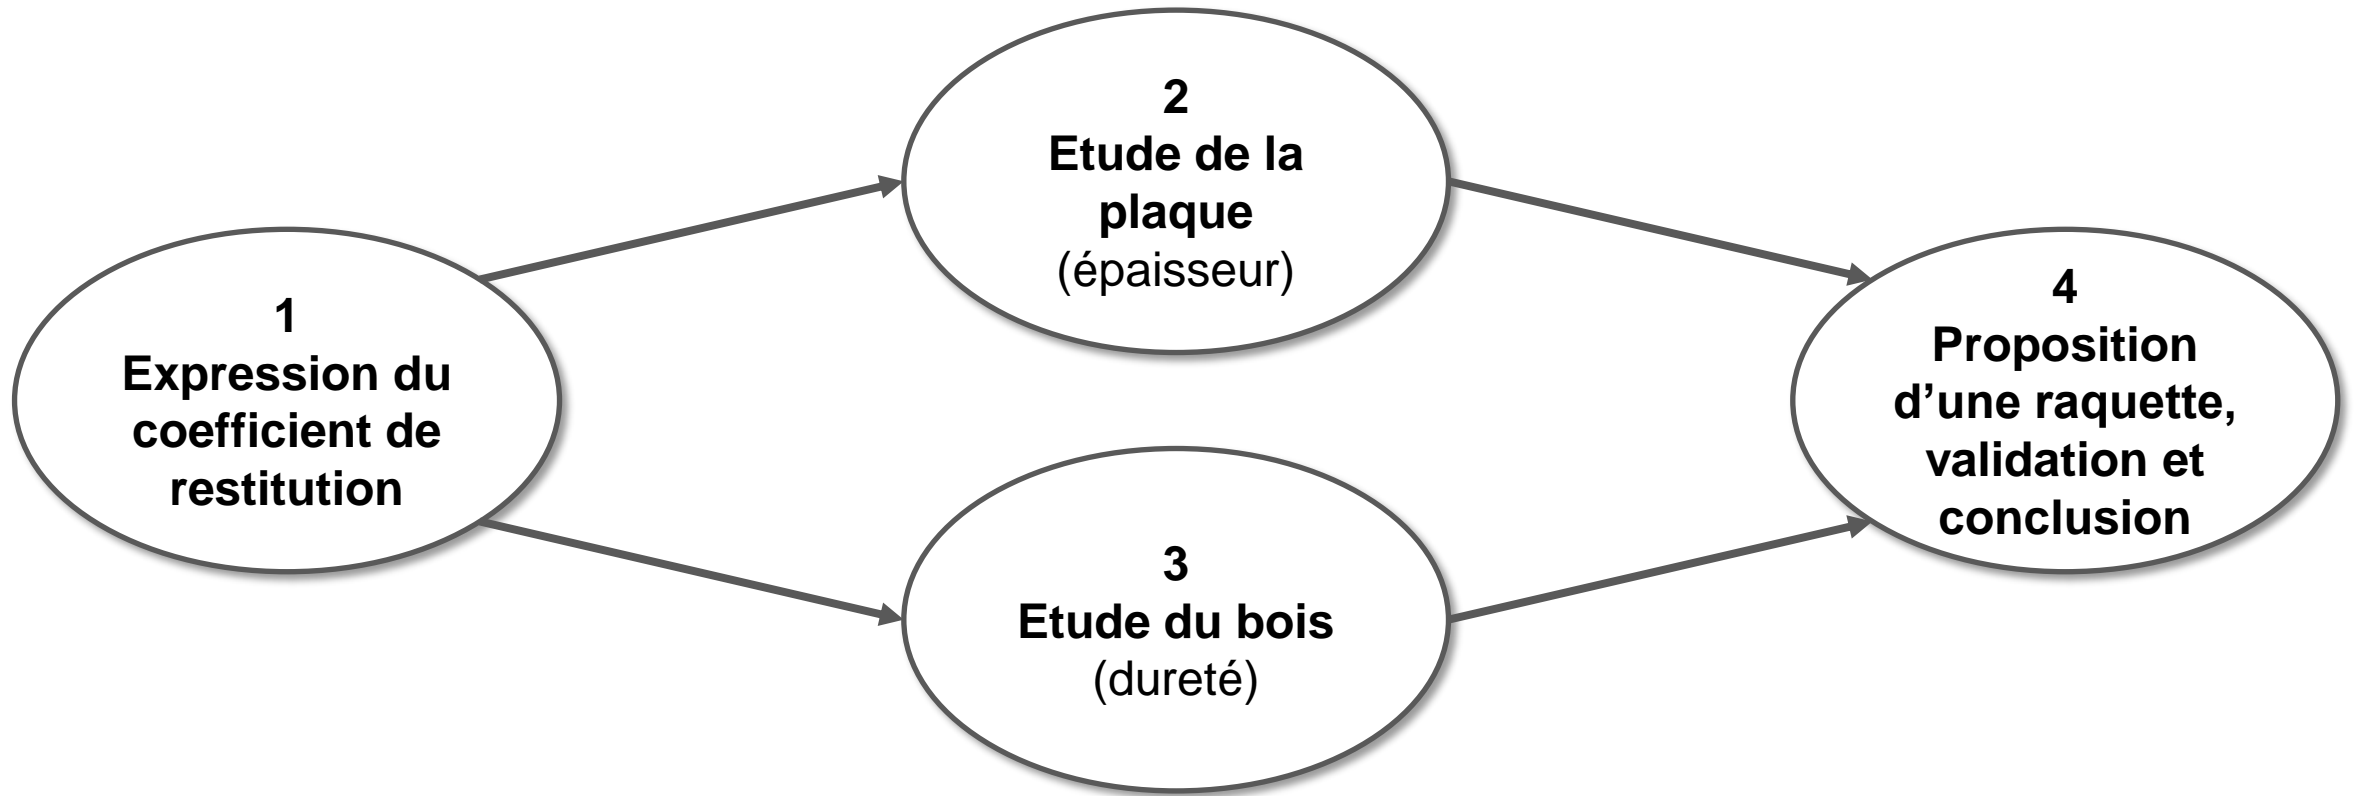 1
Expression du
coefficient de
restitution
2
Etude de la
plaque
(épaisseur)
3
Etude du bois
(dureté)
4
Proposition
d’une raquette,
validation et
conclusion